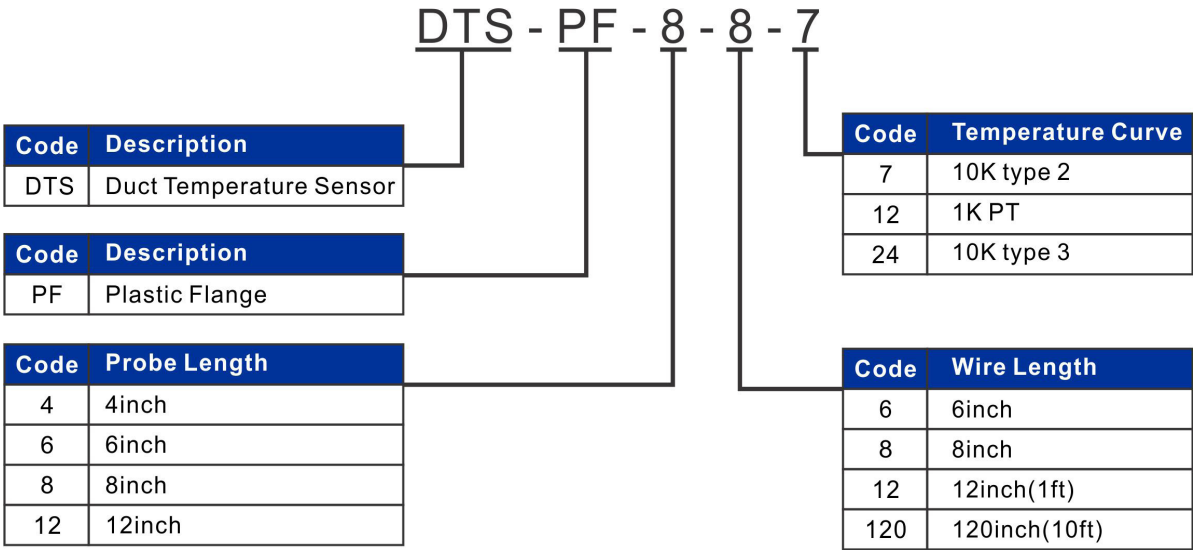 DTS - PF - 8 - 8 - 7
Code Description
DTS Duct Temperature Sensor
Code Description
PF Plastic Flange
Code Probe Length
4 4inch
6 6inch
8 8inch
12 12inch
Code Temperature Curve
7 10K type 2
12 1K PT
24 10K type 3
Code Wire Length
6 6inch
8 8inch
12 12inch(1ft)
120 120inch(10ft)